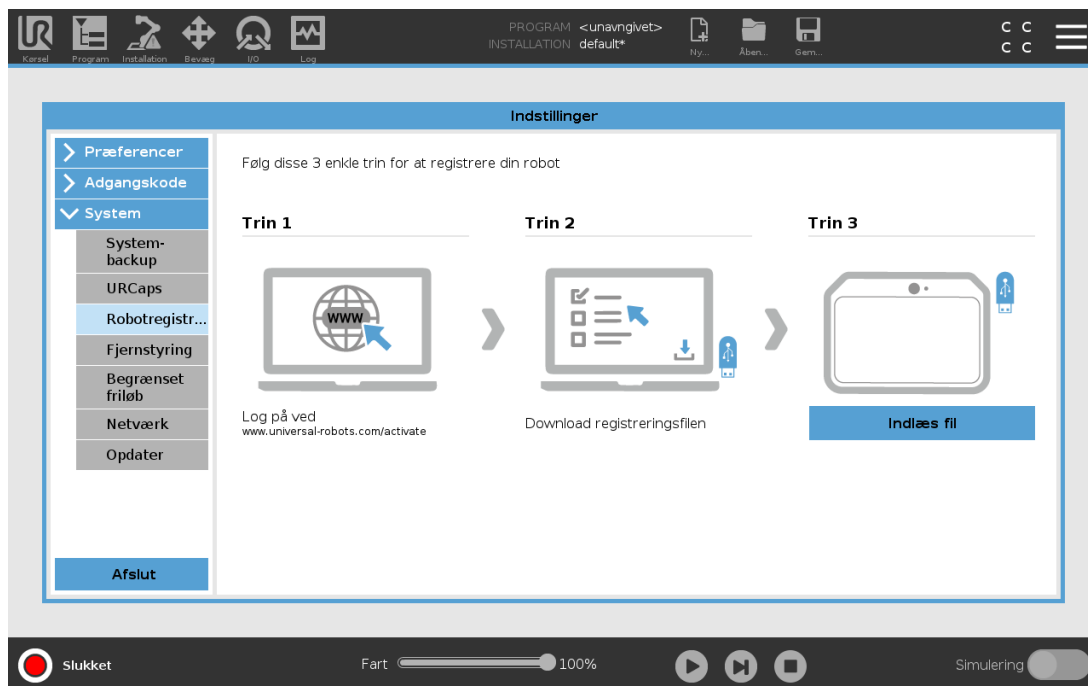 PROGRAM <unavngivet>
INSTALLATION default*
UR
Kørsel
Program
Installation
Bevæg
I/O
Log
Ny...
Åben...
Gem...
C C
C C
Indstillinger
Præferencer
Adgangskode
System
System-
backup
URCaps
Robotregistr...
Fjernstyring
Begrænset
friløb
Netværk
Opdater
Afslut
Følg disse 3 enkle trin for at registrere din robot
Trin 1
WWW
Log på ved
www.universal-robots.com/activate
Trin 2
Download registreringsfilen
Trin 3
Indlæs fil
Slukket
Fart 100%
Simulering